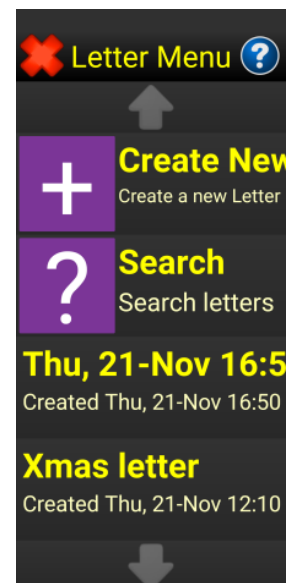 Letter Menu ?
+
Create New
Create a new Letter
?
Search
Search letters
Thu, 21-Nov 16:5
Created Thu, 21-Nov 16:50
Xmas letter
Created Thu, 21-Nov 12:10